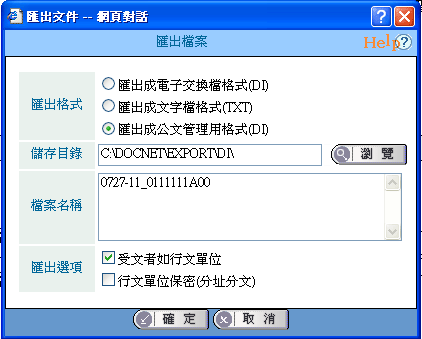 匯出文件 -- 網頁對話
匯出檔案
Help?
匯出格式
匯出成電子交換檔格式(DI)
匯出成文字檔格式(TXT)
匯出成公文管理用格式(DI)
儲存目錄
C:\DOCNET\EXPORT\DI\
瀏覽
檔案名稱
0727-11_0111111A00
匯出選項
受文者如行文單位
行文單位保密(分址分文)
確定
取消